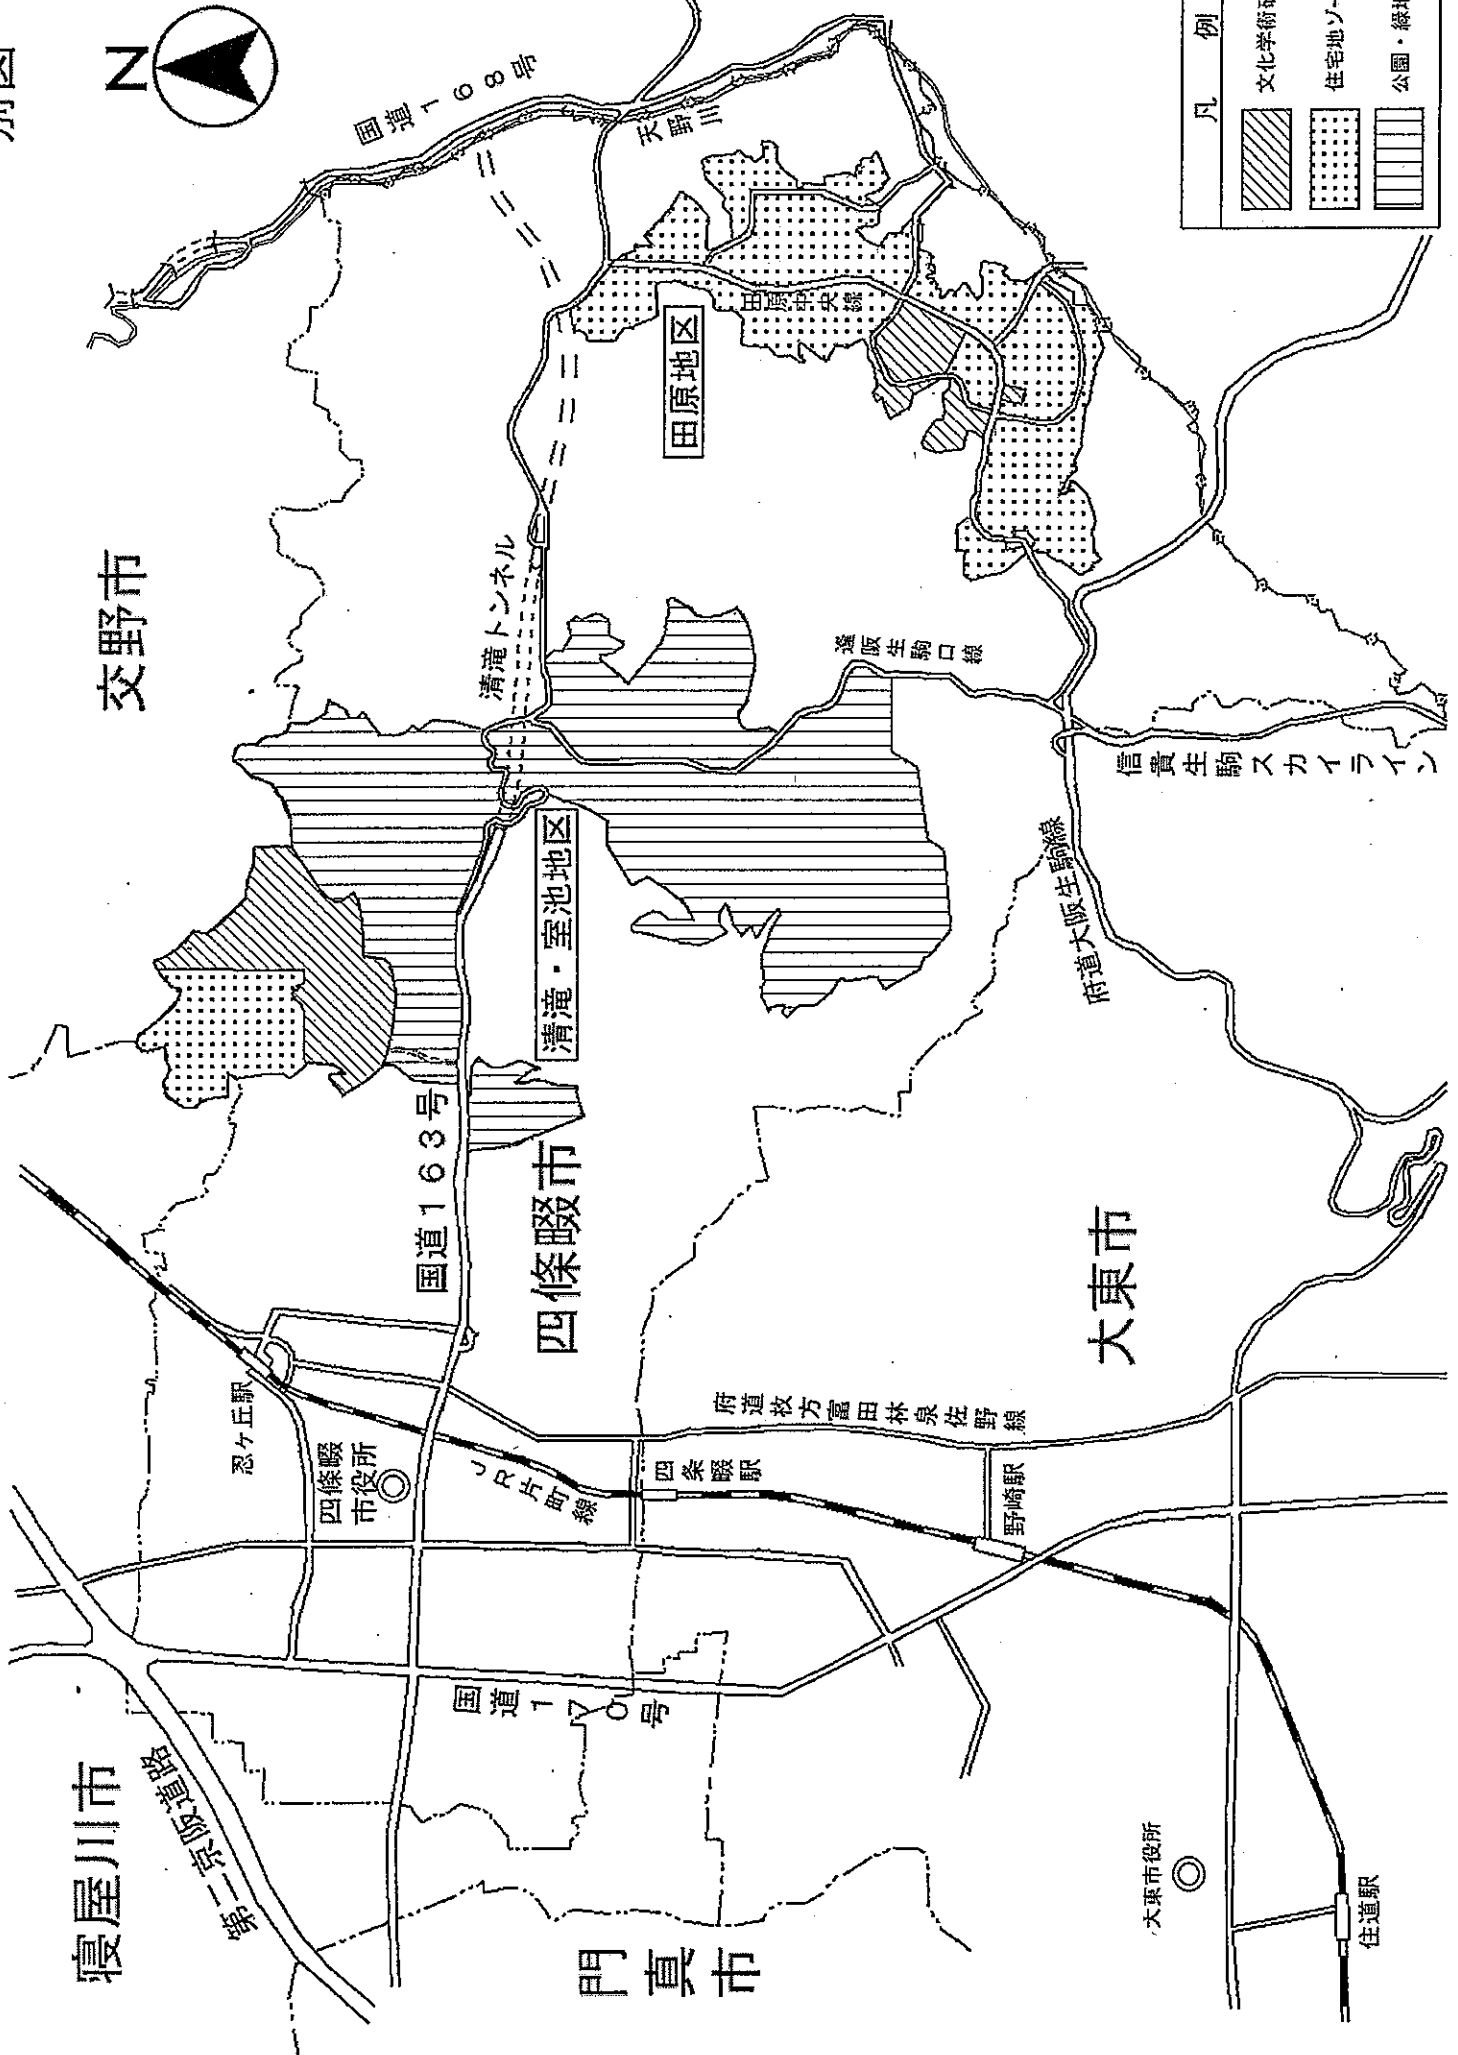 別図
N
国道168号
天野川
交野市
清滝トンネル
田原地区
田原中央線
清滝・室池地区
逢阪生駒口線
信貴生駒スカイライン
府道大阪生駒線
国道163号
四條畷市
大東市
忍ケ丘駅
四條畷
市役所
JR片町線
四条畷駅
府道枚方富田林泉佐野線
野崎駅
国道170号
寝屋川市
第二京阪道路
門真市
大東市役所
住道駅
凡例
文化学術研
住宅地ゾー
公園・緑地